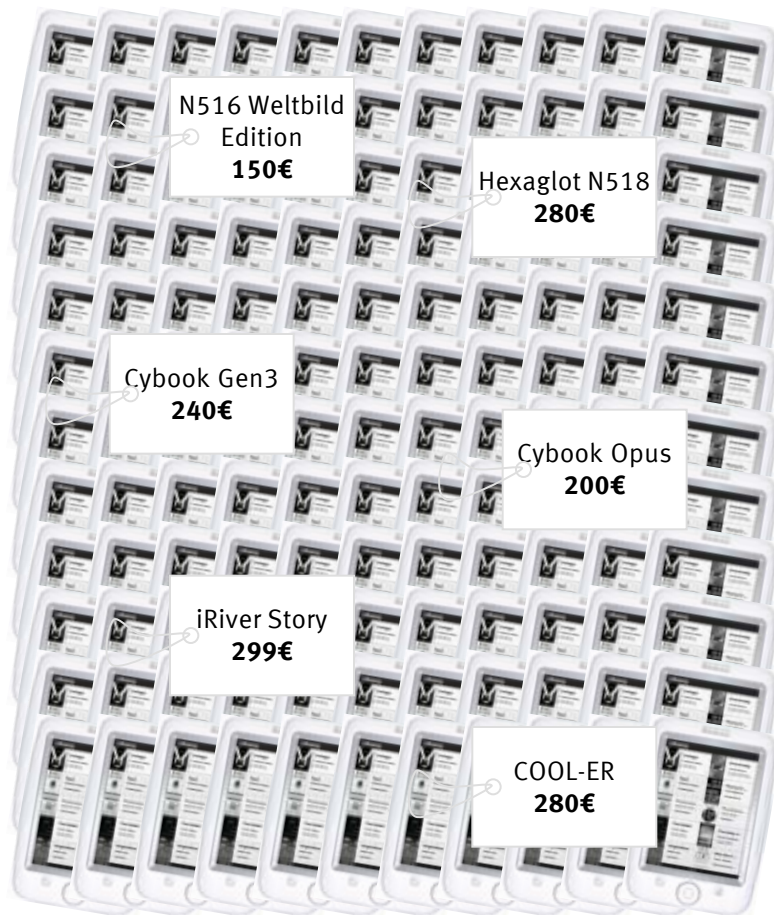 N516 Weltbild
Edition
150€
Hexaglot N518
280€
Cybook Gen3
240€
Cybook Opus
200€
iRiver Story
299€
COOL-ER
280€